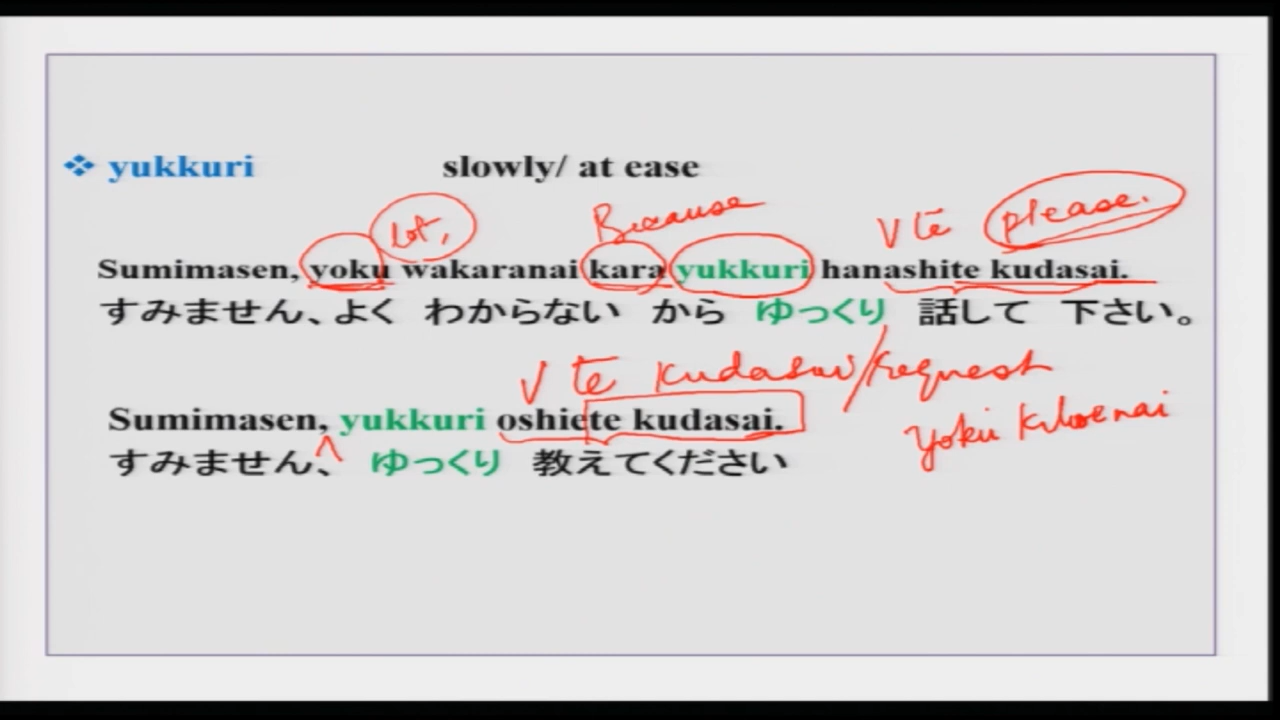 ❖ yukkuri slowly/ at ease
lot, Because V te please.
Sumimasen, yoku wakaranai kara yukkuri hanashite kudasai.
すみません、よく わからない から ゆっくり 話して 下さい。
V te kudasai/request
Sumimasen, yukkuri oshiete kudasai.
yoku
すみません、 ゆっくり 教えてください